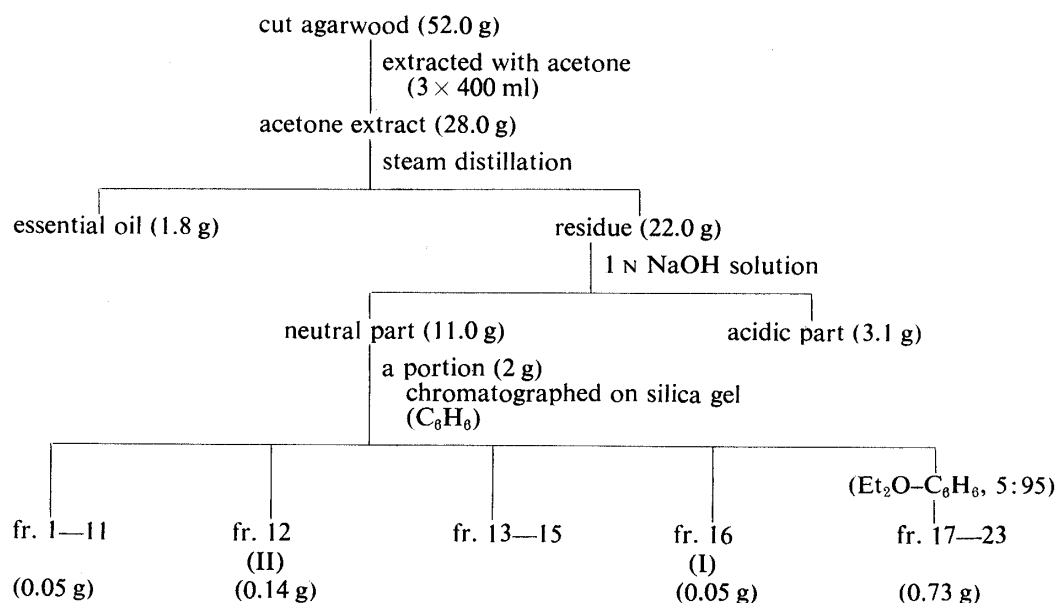 cut agarwood (52.0 g)
extracted with acetone
(3 × 400 ml)
acetone extract (28.0 g)
steam distillation
essential oil (1.8 g)
residue (22.0 g)
1 N NaOH solution
neutral part (11.0 g)
acidic part (3.1 g)
a portion (2 g)
chromatographed on silica gel
(C₆H₆)
(Et₂O–C₆H₆, 5:95)
fr. 1—11
fr. 12
fr. 13—15
fr. 16
fr. 17—23
(II)
(I)
(0.05 g)
(0.14 g)
(0.05 g)
(0.73 g)